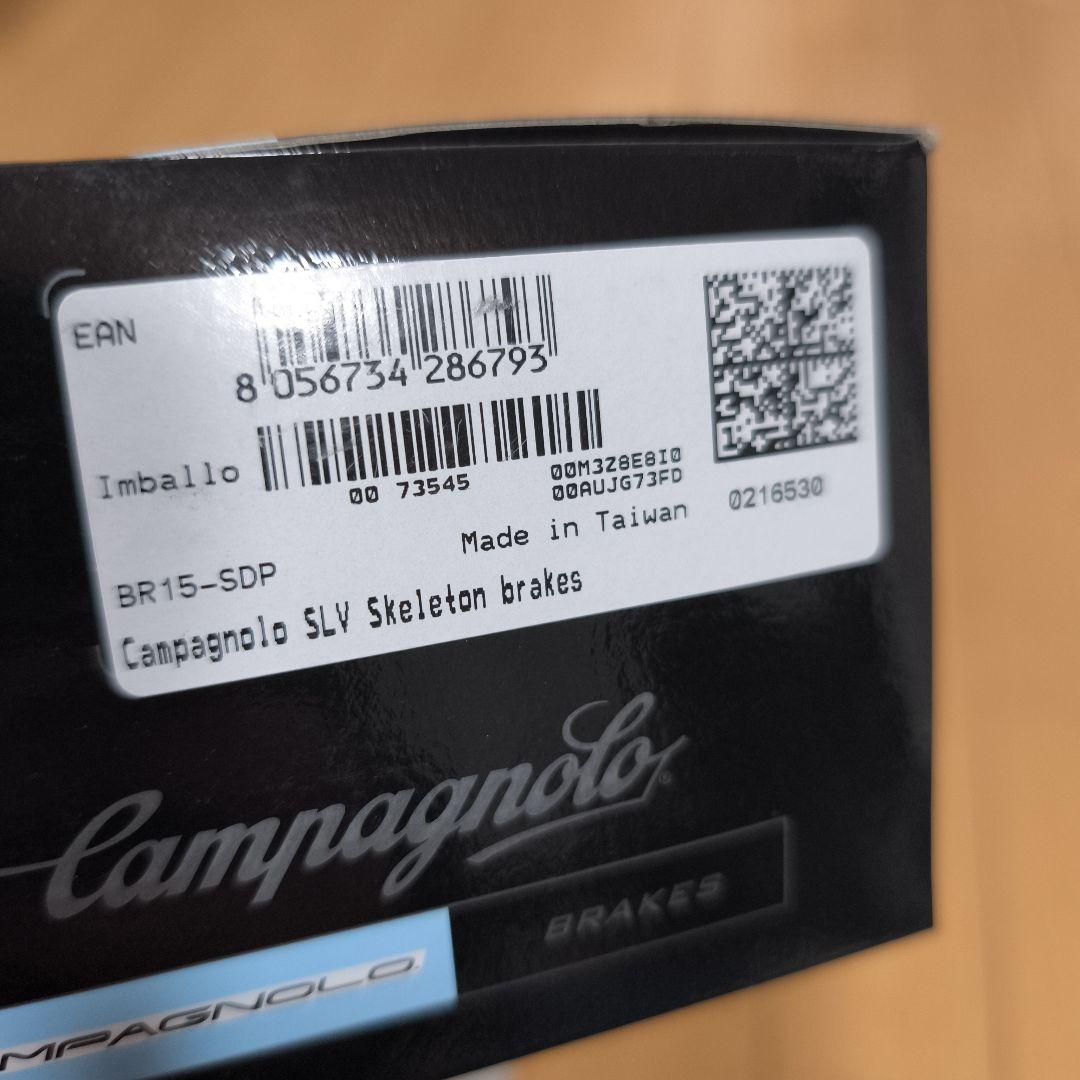 EAN
8 056734 286793
Imballo
00 73545
00M3Z8E8I0
00AUJG73FD
0216530
Made in Taiwan
BR15-SDP
Campagnolo SLV Skeleton brakes
Campagnolo
BRAKES
MPAGNOLO